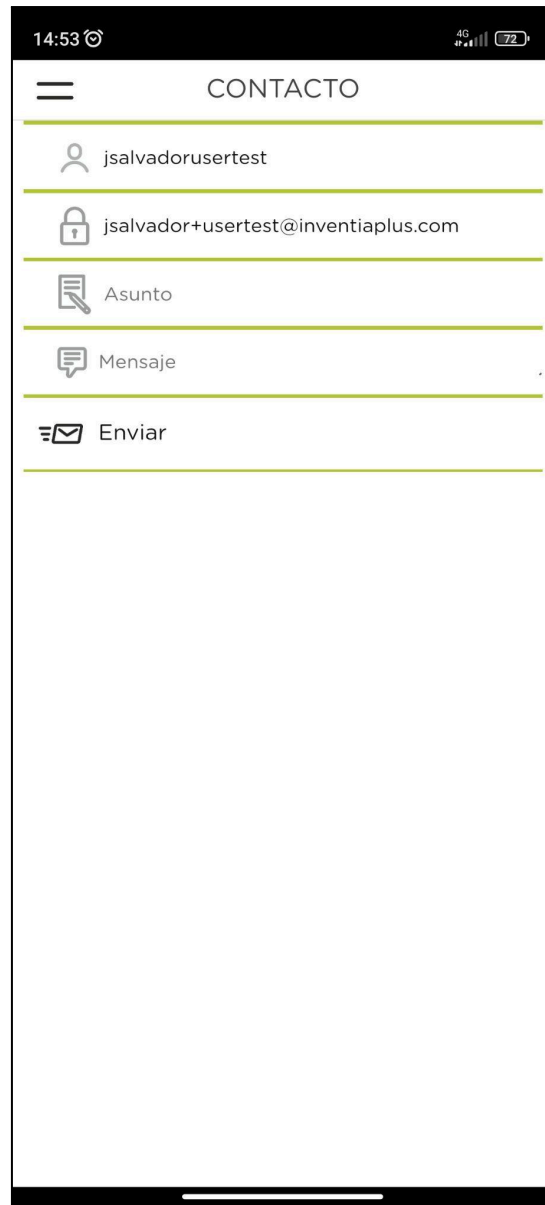 14:53
4G
72
CONTACTO
jsalvadorusertest
jsalvador+usertest@inventiaplus.com
Asunto
Mensaje
Enviar